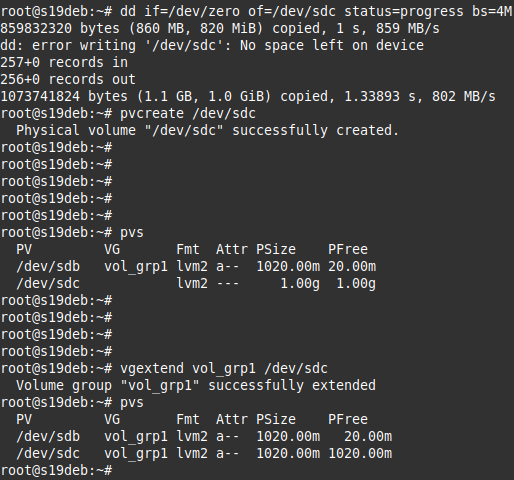 root@s19deb:~# dd if=/dev/zero of=/dev/sdc status=progress bs=4M
859832320 bytes (860 MB, 820 MiB) copied, 1 s, 859 MB/s
dd: error writing '/dev/sdc': No space left on device
257+0 records in
256+0 records out
1073741824 bytes (1.1 GB, 1.0 GiB) copied, 1.33893 s, 802 MB/s
root@s19deb:~# pvcreate /dev/sdc
  Physical volume "/dev/sdc" successfully created.
root@s19deb:~#
root@s19deb:~#
root@s19deb:~#
root@s19deb:~#
root@s19deb:~#
root@s19deb:~# pvs
  PV         VG       Fmt  Attr PSize    PFree
  /dev/sdb   vol_grp1 lvm2 a--  1020.00m 20.00m
  /dev/sdc            lvm2 ---     1.00g  1.00g
root@s19deb:~#
root@s19deb:~#
root@s19deb:~#
root@s19deb:~#
root@s19deb:~# vgextend vol_grp1 /dev/sdc
  Volume group "vol_grp1" successfully extended
root@s19deb:~# pvs
  PV         VG       Fmt  Attr PSize    PFree
  /dev/sdb   vol_grp1 lvm2 a--  1020.00m   20.00m
  /dev/sdc   vol_grp1 lvm2 a--  1020.00m 1020.00m
root@s19deb:~#